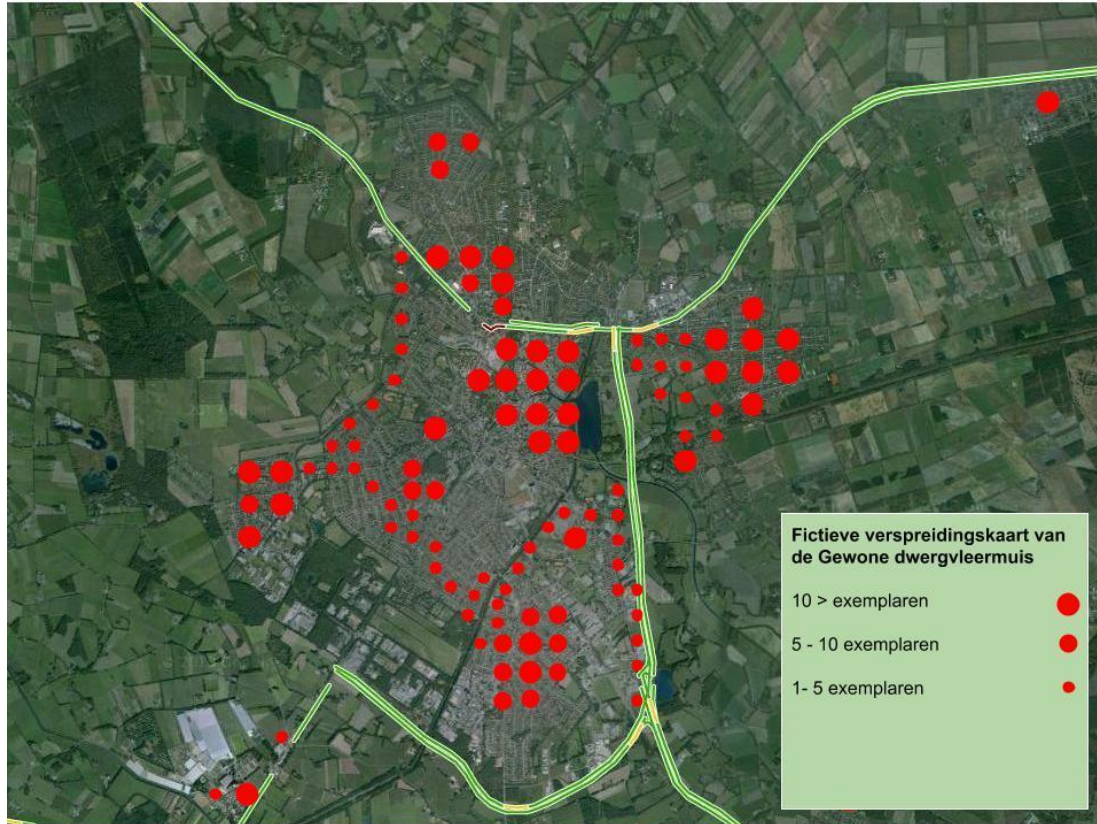 Fictieve verspreidingskaart van
de Gewone dwergvleermuis
10 > exemplaren
5 - 10 exemplaren
1- 5 exemplaren